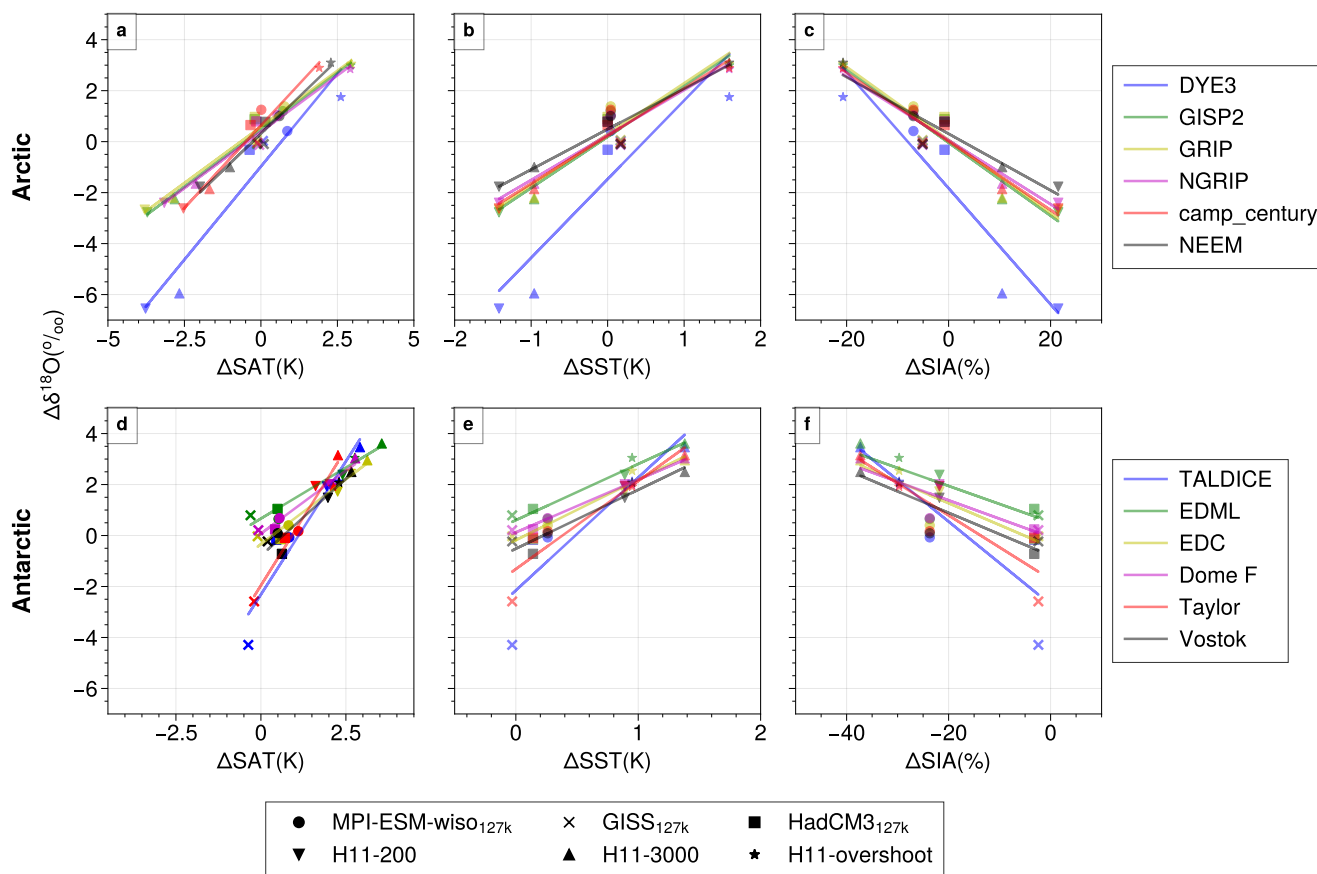 a
b
c
4
2
0
−2
−4
−6
−5
−2.5
0
2.5
5
−2
−1
0
1
2
−20
0
20
ΔSAT(K)
ΔSST(K)
ΔSIA(%)
Arctic
Δδ¹⁸O(º/₀₀)
DYE3
GISP2
GRIP
NGRIP
camp_century
NEEM
d
e
f
4
2
0
−2
−4
−6
−2.5
0
2.5
0
1
2
−40
−20
0
ΔSAT(K)
ΔSST(K)
ΔSIA(%)
Antarctic
TALDICE
EDML
EDC
Dome F
Taylor
Vostok
MPI-ESM-wiso₁₂₇ₖ
GISS₁₂₇ₖ
HadCM3₁₂₇ₖ
H11-200
H11-3000
H11-overshoot